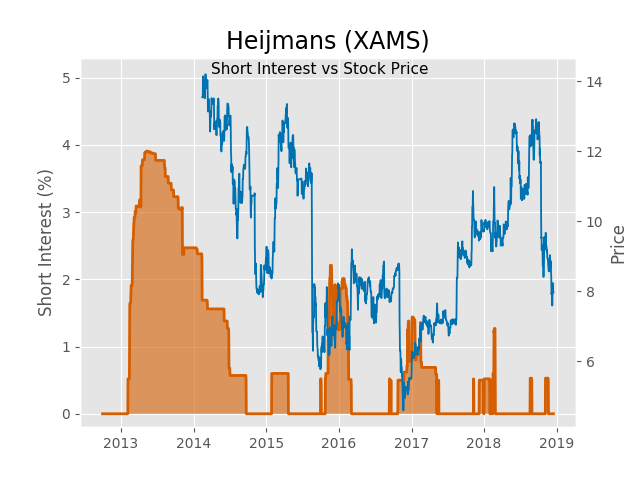 Heijmans (XAMS)
Short Interest vs Stock Price
Short Interest (%)
5
4
3
2
1
0
14
12
10
8
6
Price
2013 2014 2015 2016 2017 2018 2019